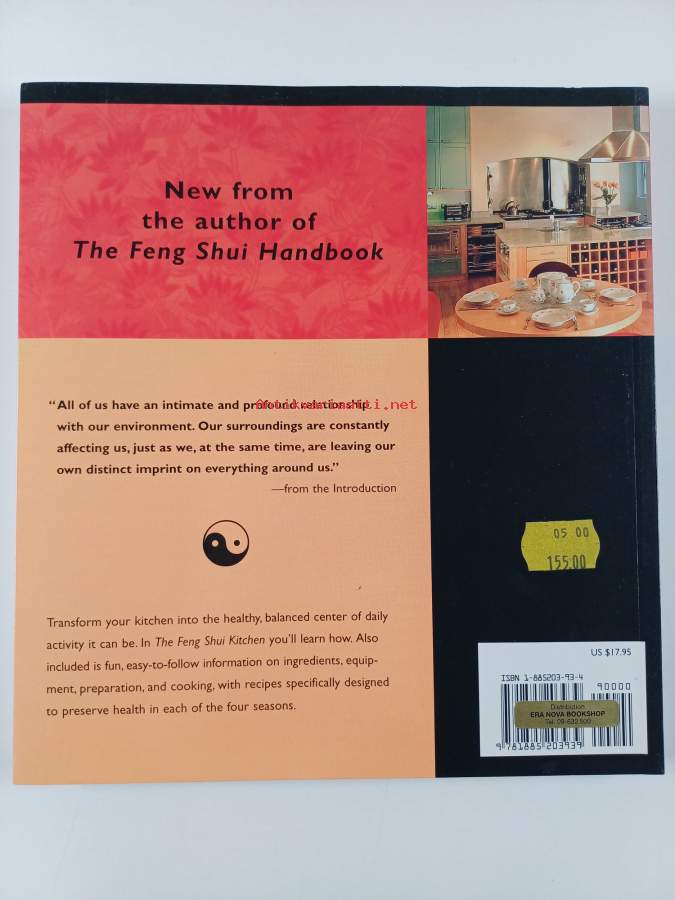 New from
the author of
The Feng Shui Handbook
“All of us have an intimate and profound relationship
Antikvariaatti.net
with our environment. Our surroundings are constantly
affecting us, just as we, at the same time, are leaving our
own distinct imprint on everything around us.”
—from the Introduction
Transform your kitchen into the healthy, balanced center of daily
activity it can be. In The Feng Shui Kitchen you’ll learn how. Also
included is fun, easy-to-follow information on ingredients, equip-
ment, preparation, and cooking, with recipes specifically designed
to preserve health in each of the four seasons.
05 00
155.00
US $17.95
ISBN 1-885203-93-4
90000
Distribution
ERA NOVA BOOKSHOP
9 781885 203939